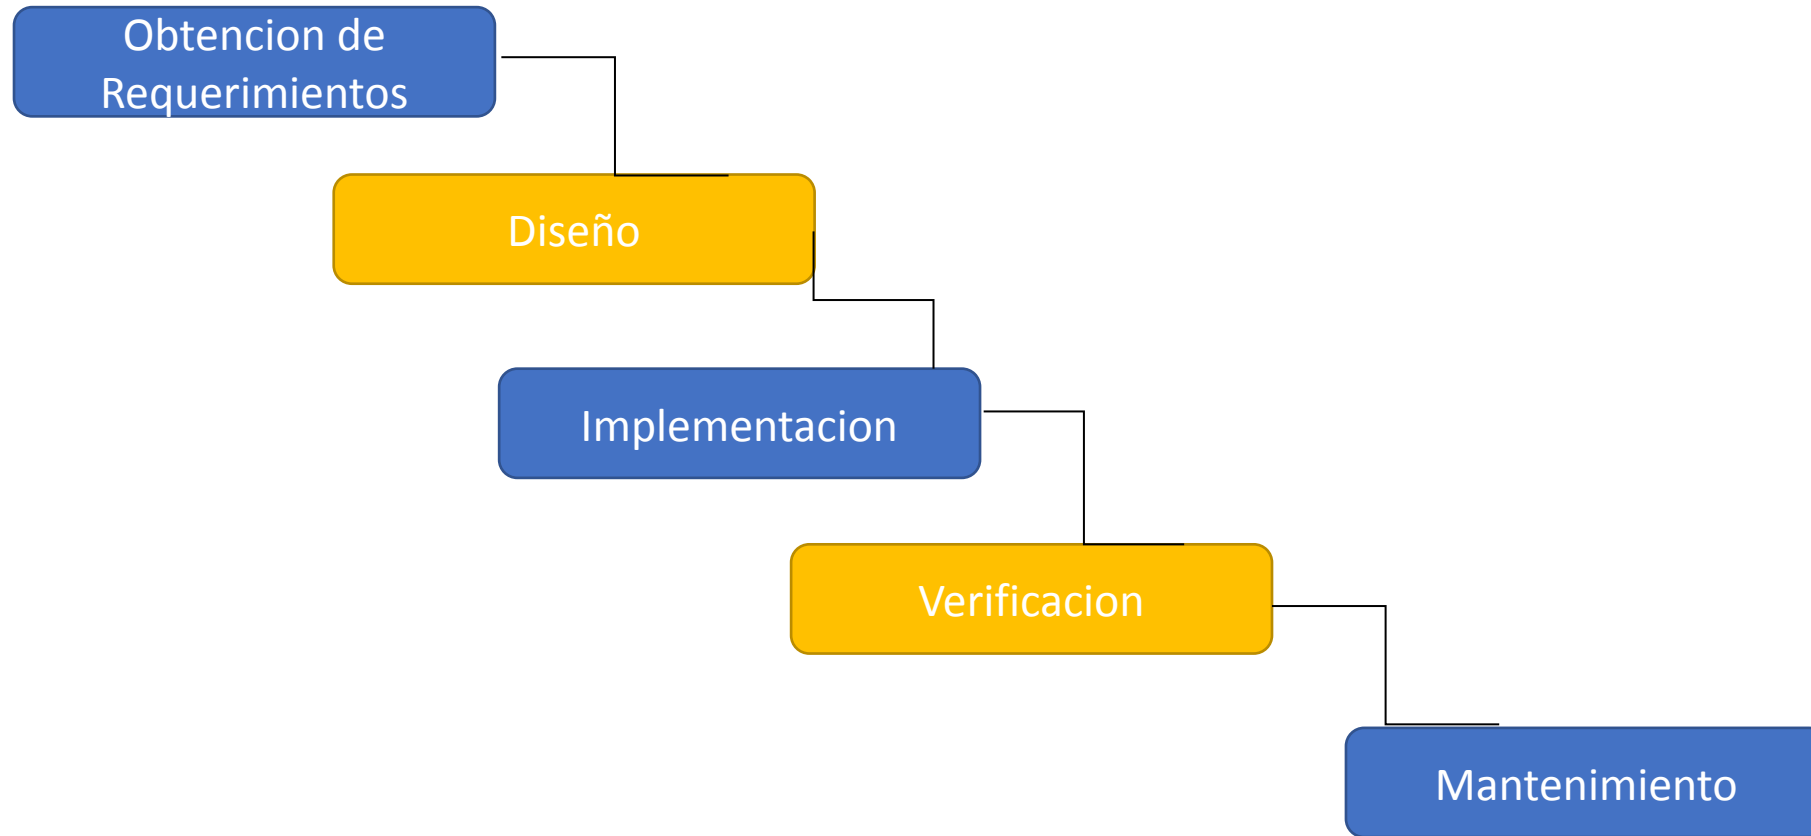 Obtencion de
Requerimientos
Diseño
Implementacion
Verificacion
Mantenimiento